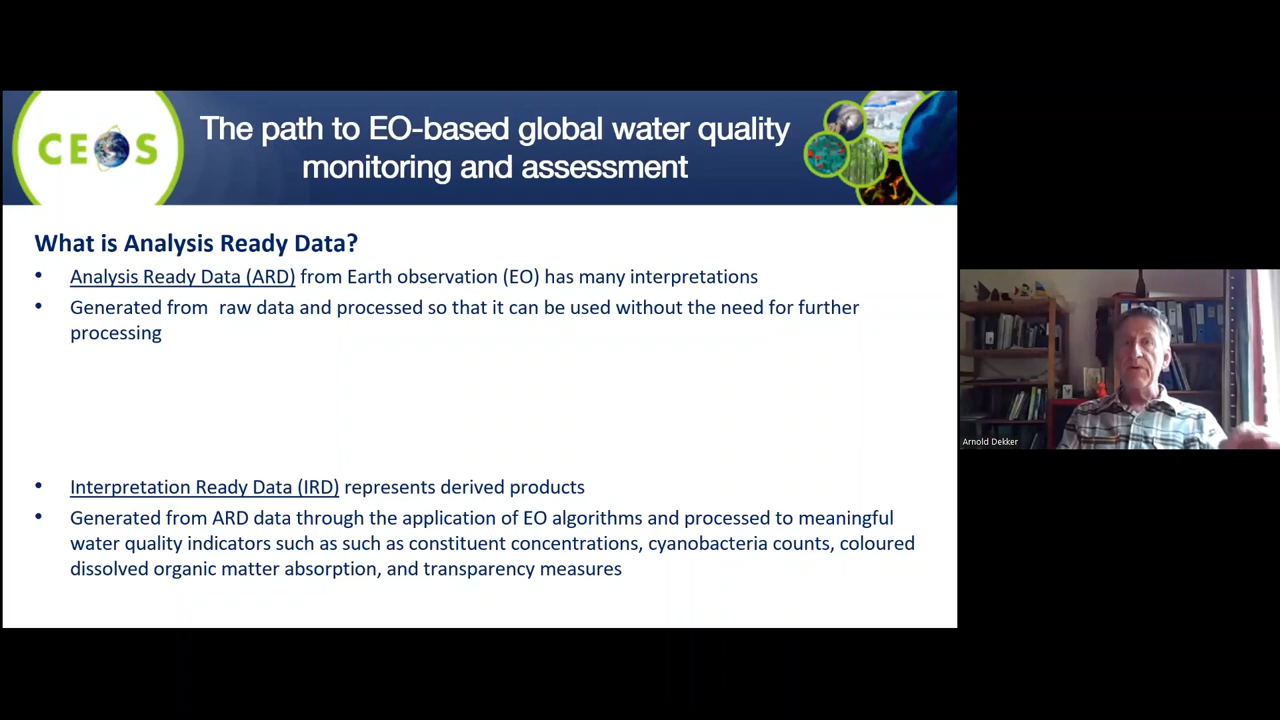 CEOS
The path to EO-based global water quality
monitoring and assessment
What is Analysis Ready Data?
• Analysis Ready Data (ARD) from Earth observation (EO) has many interpretations
• Generated from raw data and processed so that it can be used without the need for further
processing
• Interpretation Ready Data (IRD) represents derived products
• Generated from ARD data through the application of EO algorithms and processed to meaningful
water quality indicators such as such as constituent concentrations, cyanobacteria counts, coloured
dissolved organic matter absorption, and transparency measures
Arnold Dekker